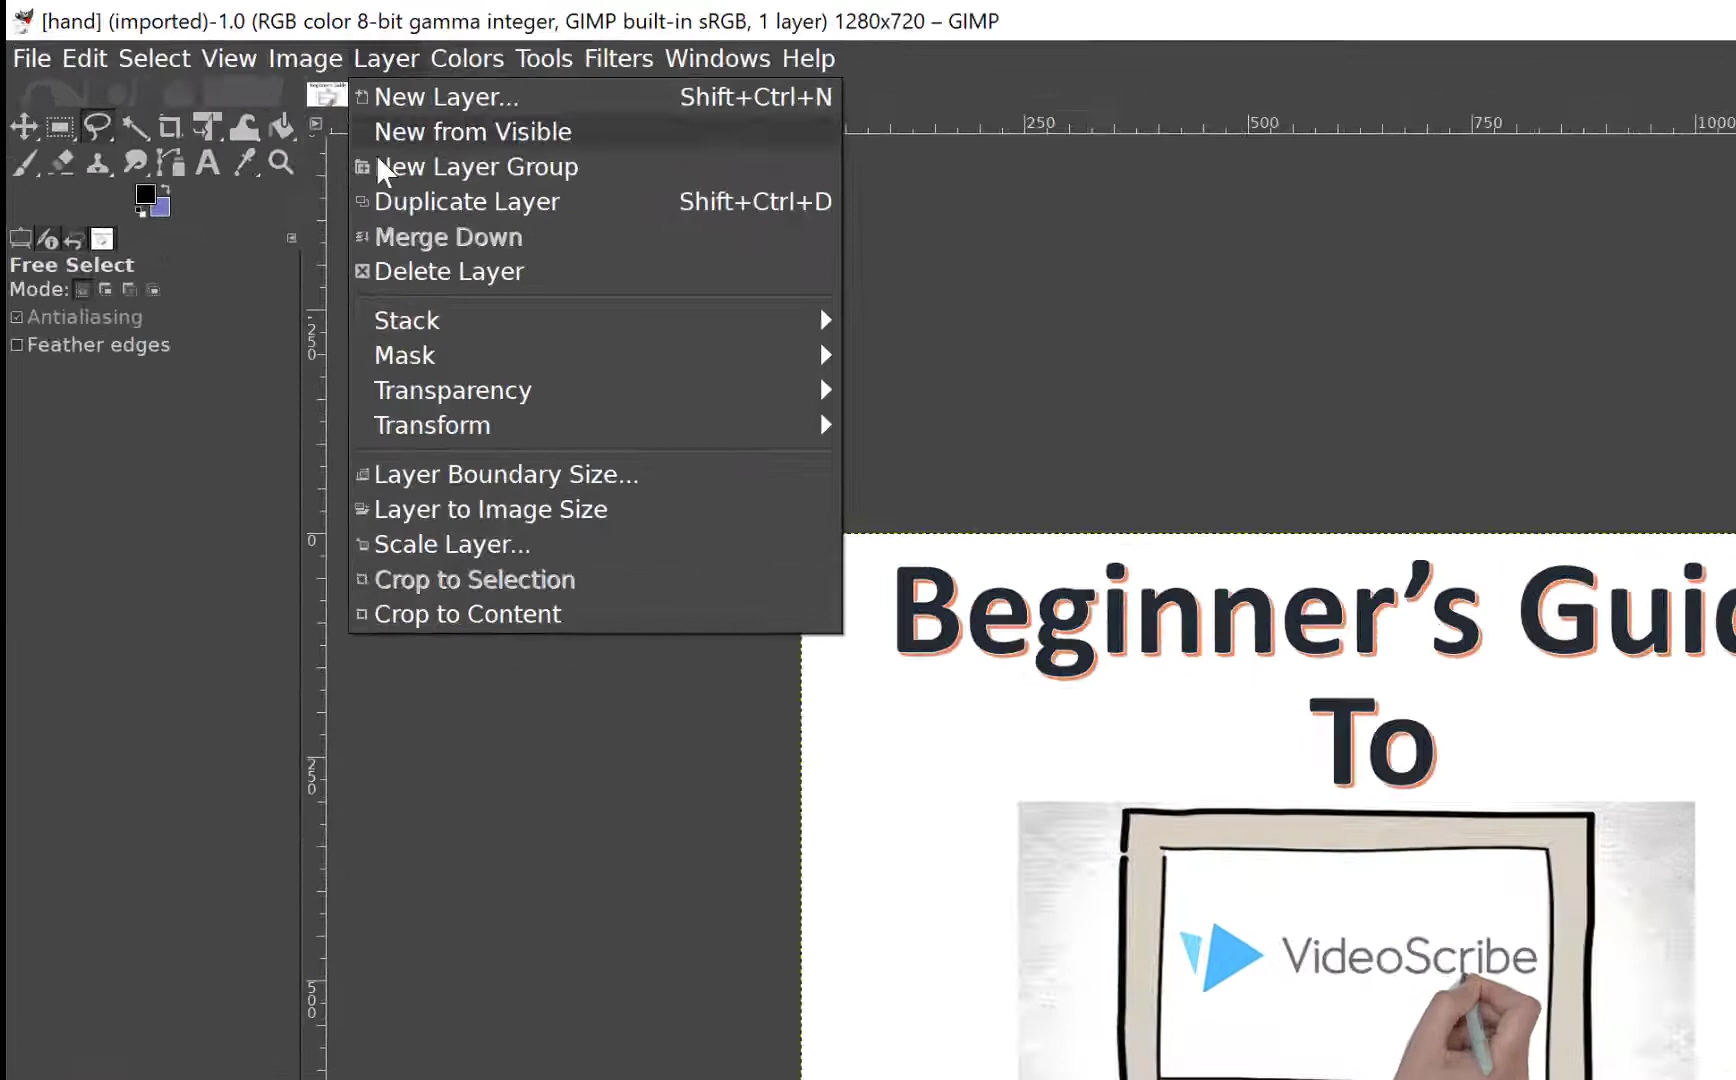 [hand] (imported)-1.0 (RGB color 8-bit gamma integer, GIMP built-in sRGB, 1 layer) 1280x720 – GIMP
File Edit Select View Image Layer Colors Tools Filters Windows Help
New Layer... Shift+Ctrl+N
New from Visible
New Layer Group
Duplicate Layer Shift+Ctrl+D
Merge Down
Delete Layer
Stack
Mask
Transparency
Transform
Layer Boundary Size...
Layer to Image Size
Scale Layer...
Crop to Selection
Crop to Content
Free Select
Mode:
Antialiasing
Feather edges
250 500 750 1000
250
0
250
500
Beginner’s Gui
To
VideoScribe